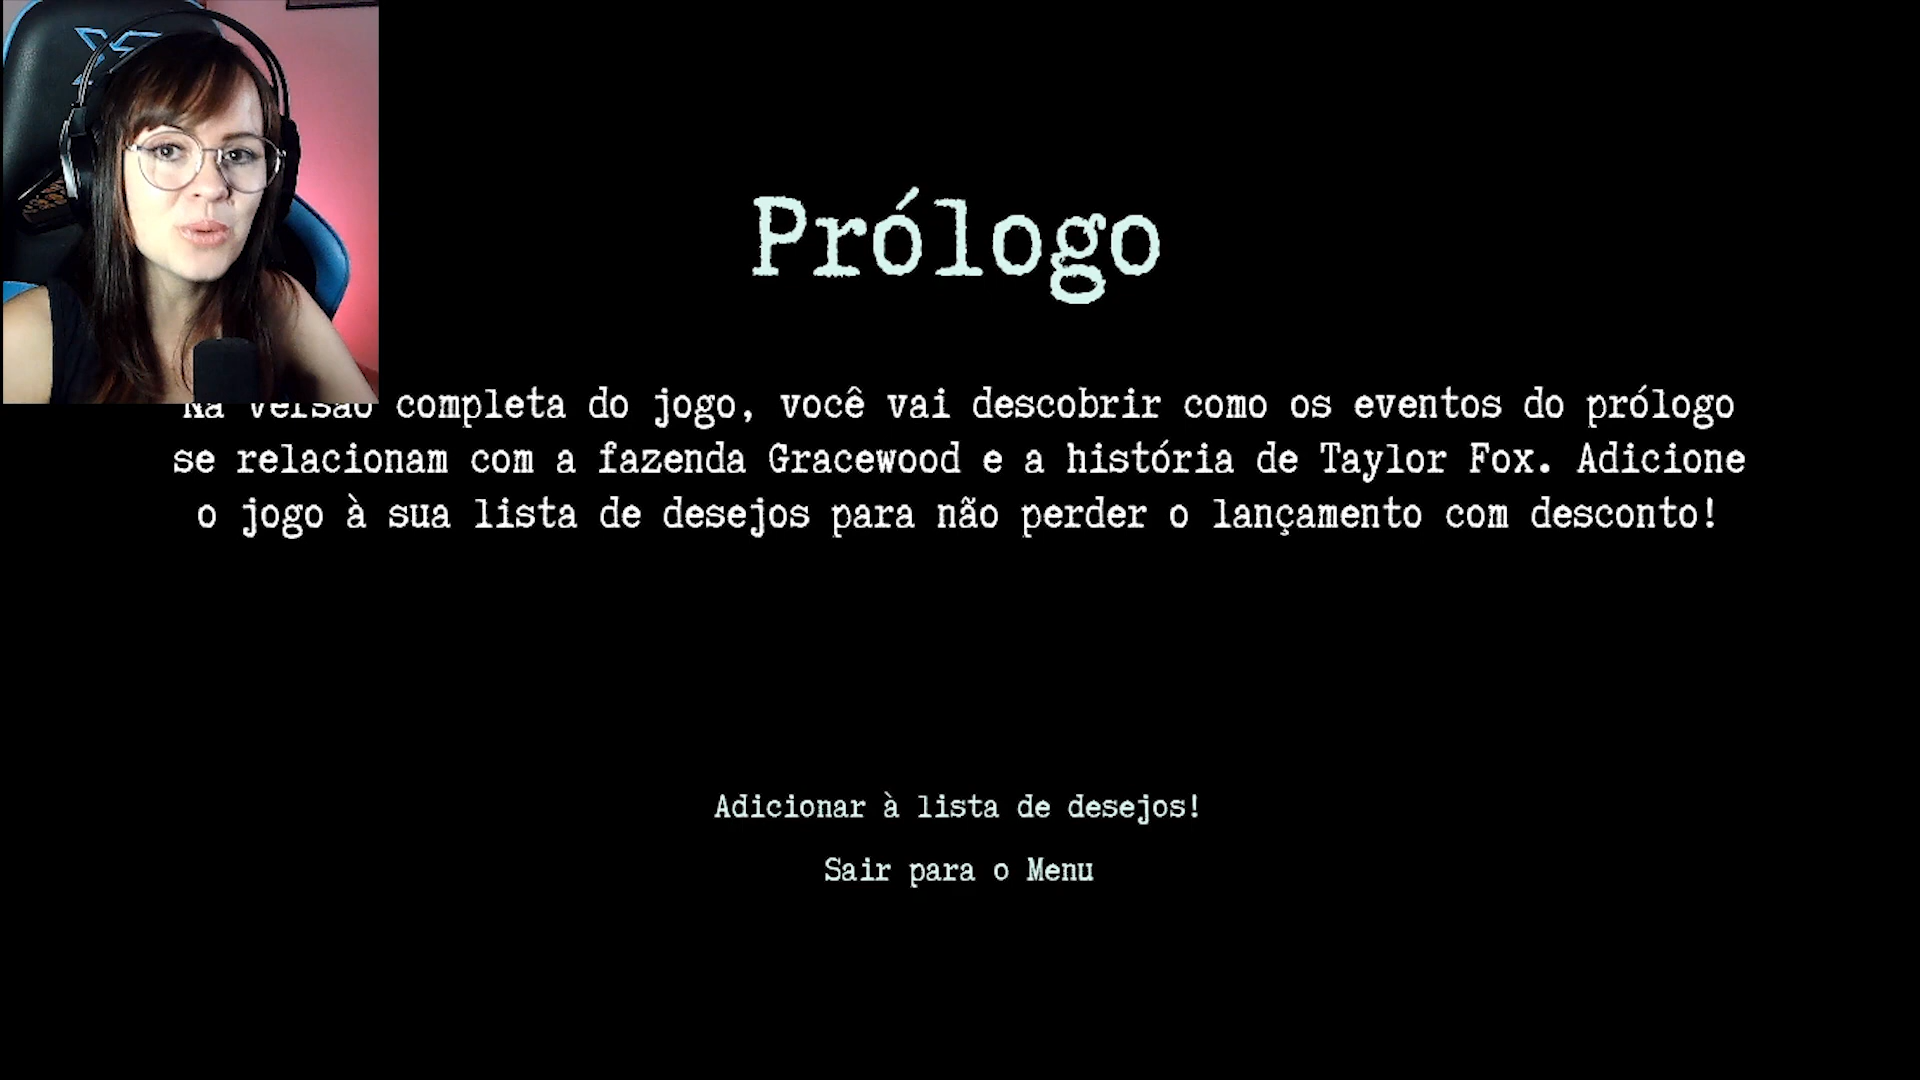 Prólogo
Na versão completa do jogo, você vai descobrir como os eventos do prólogo
se relacionam com a fazenda Gracewood e a história de Taylor Fox. Adicione
o jogo à sua lista de desejos para não perder o lançamento com desconto!
Adicionar à lista de desejos!
Sair para o Menu